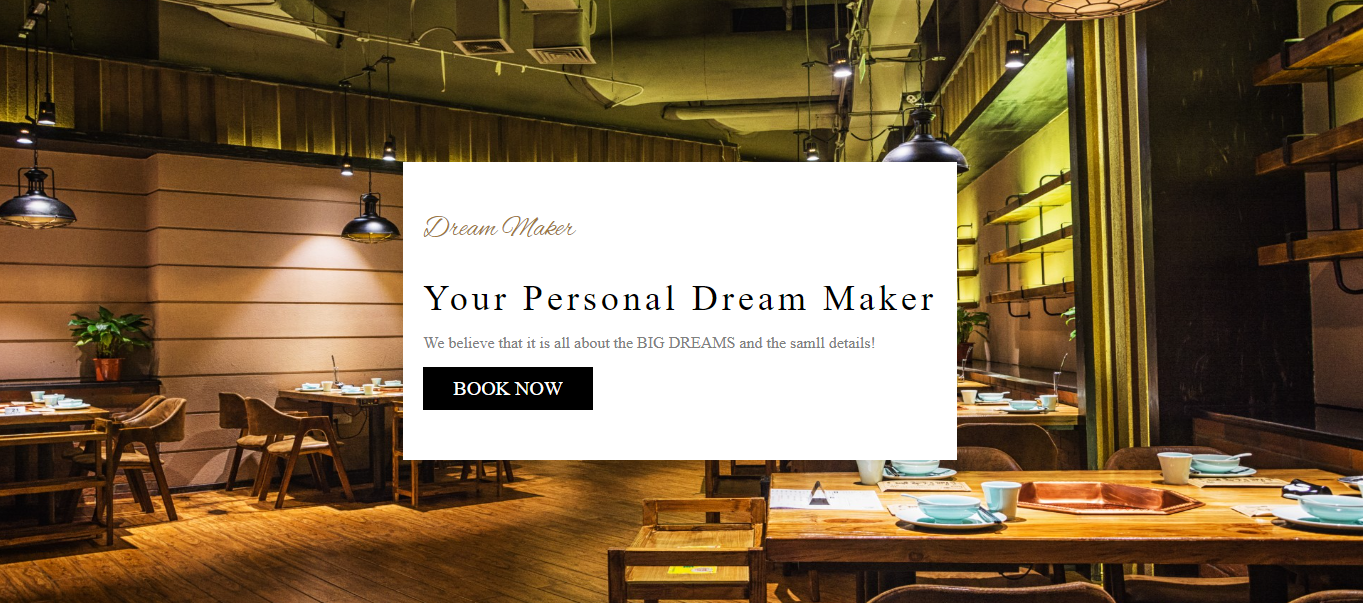 Dream Maker
Your Personal Dream Maker
We believe that it is all about the BIG DREAMS and the samll details!
BOOK NOW